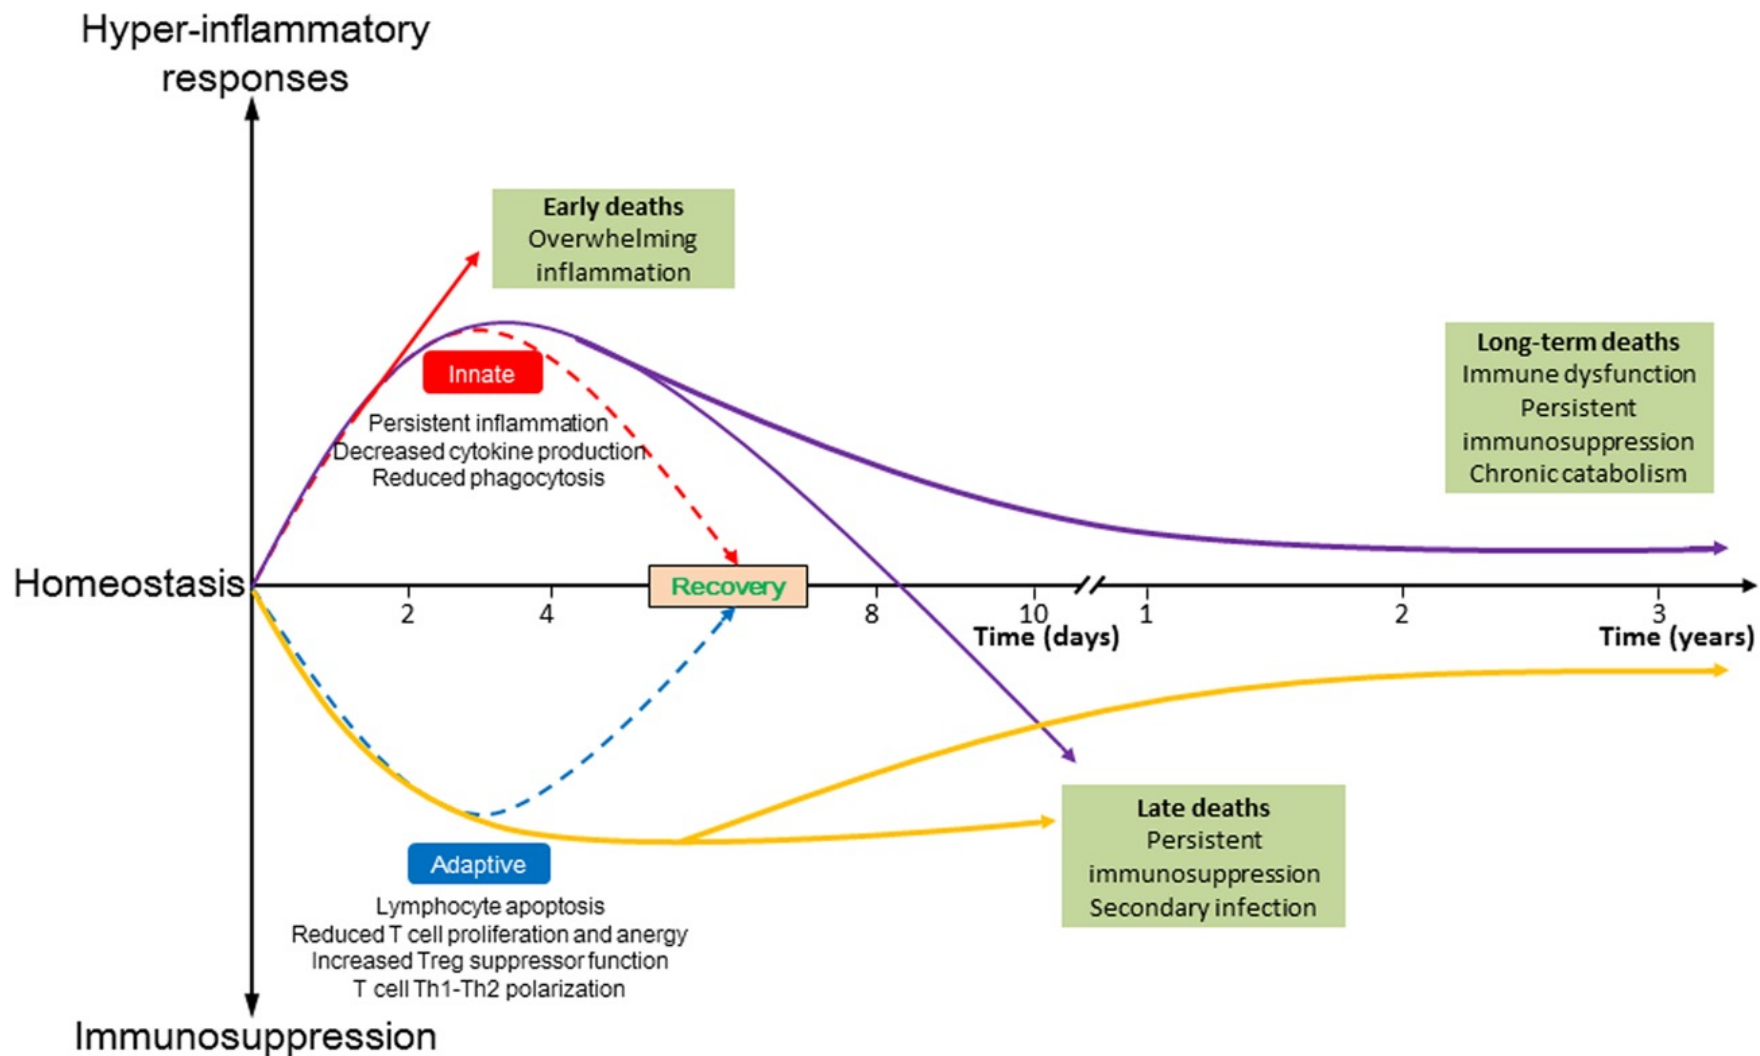 Hyper-inflammatory
responses
Early deaths
Overwhelming
inflammation
Innate
Persistent inflammation
Decreased cytokine production
Reduced phagocytosis
Long-term deaths
Immune dysfunction
Persistent
immunosuppression
Chronic catabolism
Homeostasis
Recovery
2
4
8
10
1
2
3
Time (days)
Time (years)
Adaptive
Lymphocyte apoptosis
Reduced T cell proliferation and anergy
Increased Treg suppressor function
T cell Th1-Th2 polarization
Late deaths
Persistent
immunosuppression
Secondary infection
Immunosuppression